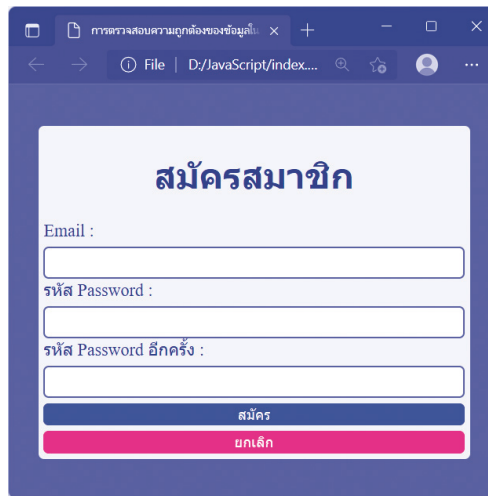 การตรวจสอบความถูกต้องของข้อมูลใน
File | D:/JavaScript/index....
สมัครสมาชิก
Email :
รหัส Password :
รหัส Password อีกครั้ง :
สมัคร
ยกเลิก